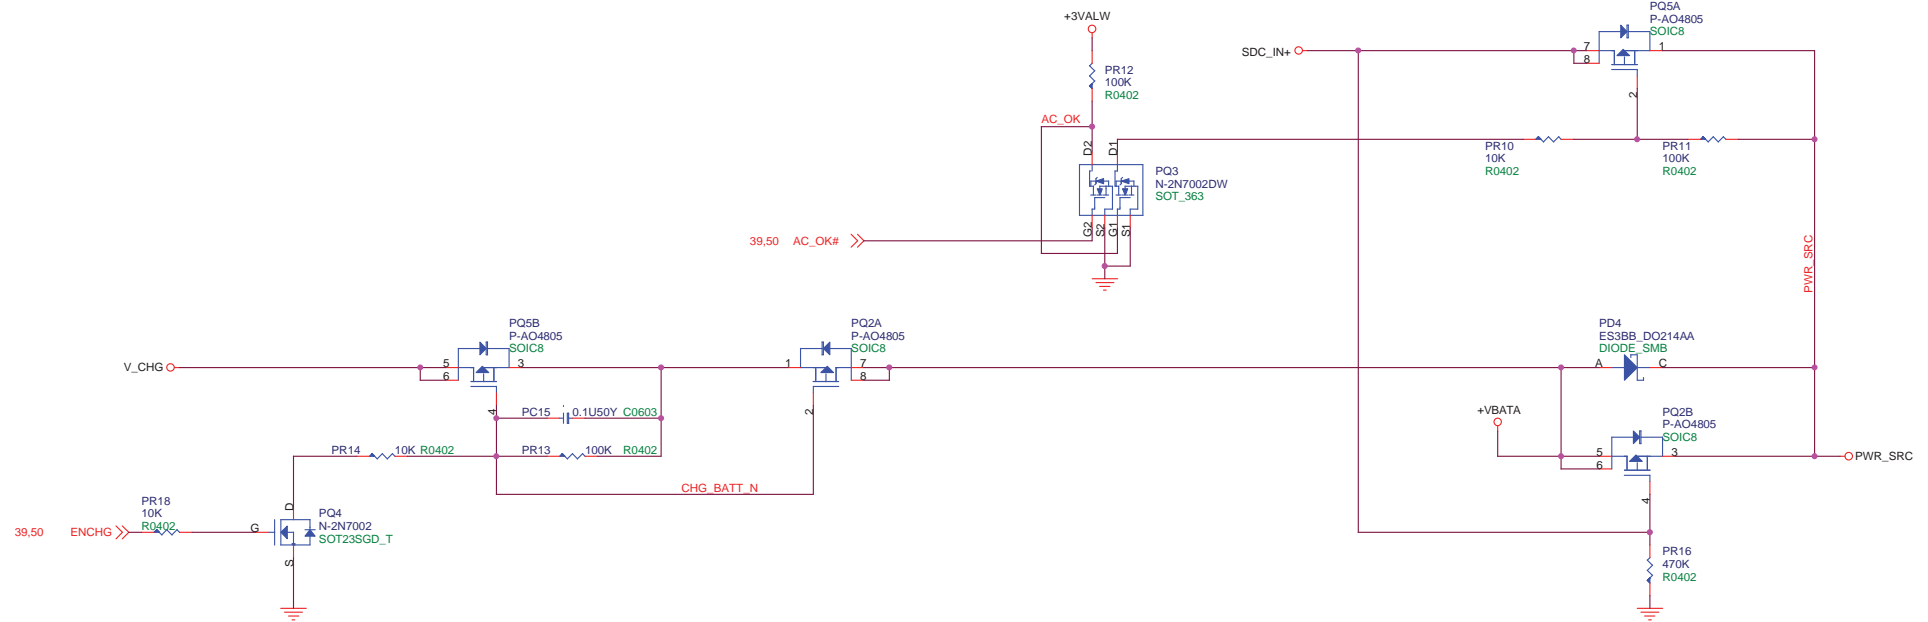 PQ5A
P-AO4805
SOIC8
+3VALW
SDC_IN+
7
8
1
2
PR12
100K
R0402
AC_OK
D2
D1
PQ3
N-2N7002DW
SOT_363
G2
S2
G1
S1
PR10
10K
R0402
PR11
100K
R0402
39,50 AC_OK#
PWR_SRC
PQ5B
P-AO4805
SOIC8
V_CHG
5
6
3
4
PQ2A
P-AO4805
SOIC8
1
7
8
2
PD4
ES3BB_DO214AA
DIODE_SMB
A
C
PC15 0.1U50Y C0603
PR14 10K R0402
PR13 100K R0402
CHG_BATT_N
+VBATA
PQ2B
P-AO4805
SOIC8
5
6
3
4
PWR_SRC
PR18
10K
R0402
39,50 ENCHG
G
D
S
PQ4
N-2N7002
SOT23SGD_T
PR16
470K
R0402